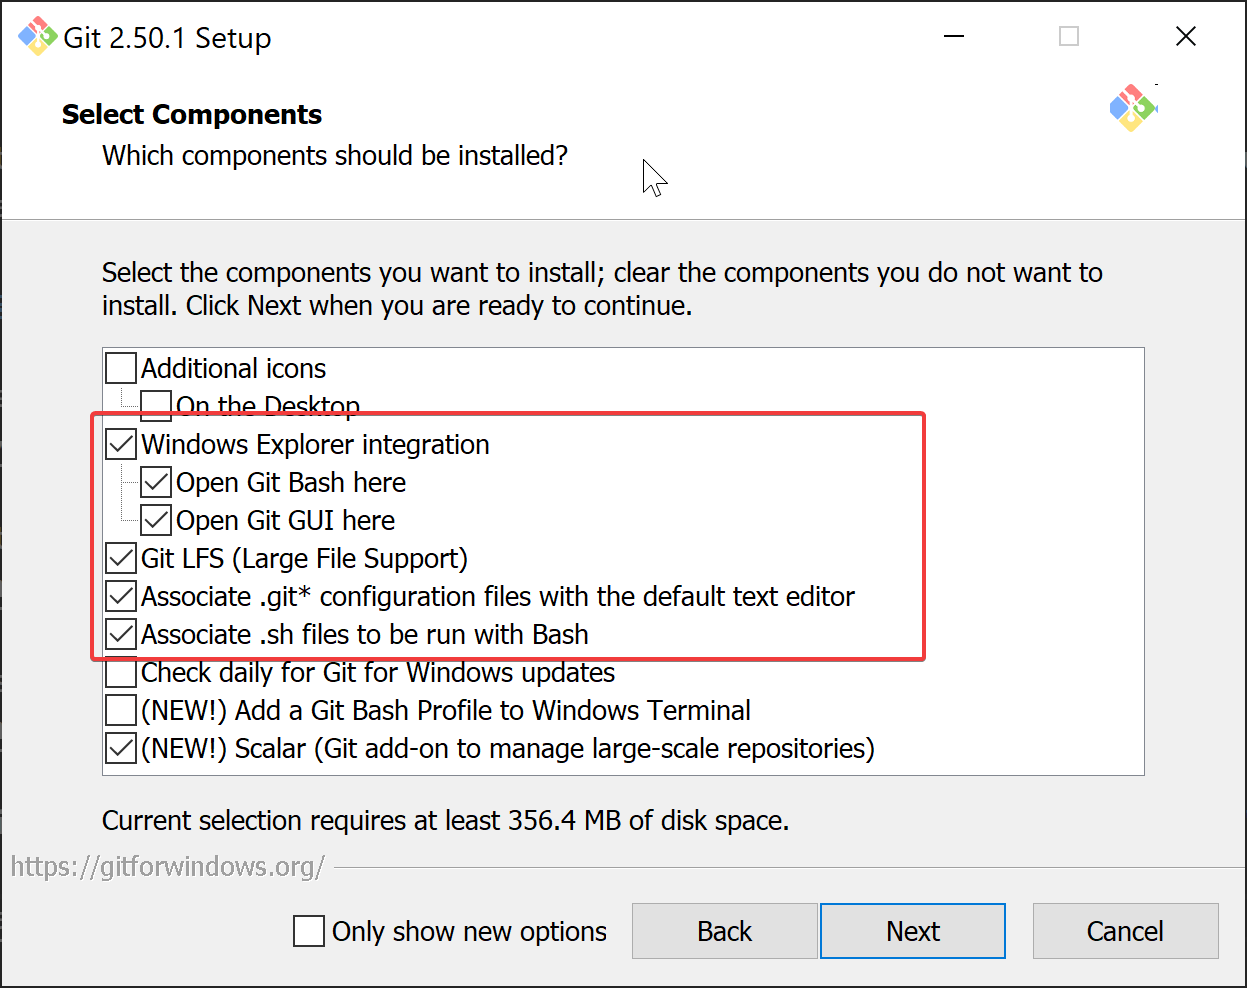 Git 2.50.1 Setup
Select Components
Which components should be installed?
Select the components you want to install; clear the components you do not want to
install. Click Next when you are ready to continue.
Additional icons
On the Desktop
Windows Explorer integration
Open Git Bash here
Open Git GUI here
Git LFS (Large File Support)
Associate .git* configuration files with the default text editor
Associate .sh files to be run with Bash
Check daily for Git for Windows updates
(NEW!) Add a Git Bash Profile to Windows Terminal
(NEW!) Scalar (Git add-on to manage large-scale repositories)
Current selection requires at least 356.4 MB of disk space.
https://gitforwindows.org/
Only show new options
Back
Next
Cancel